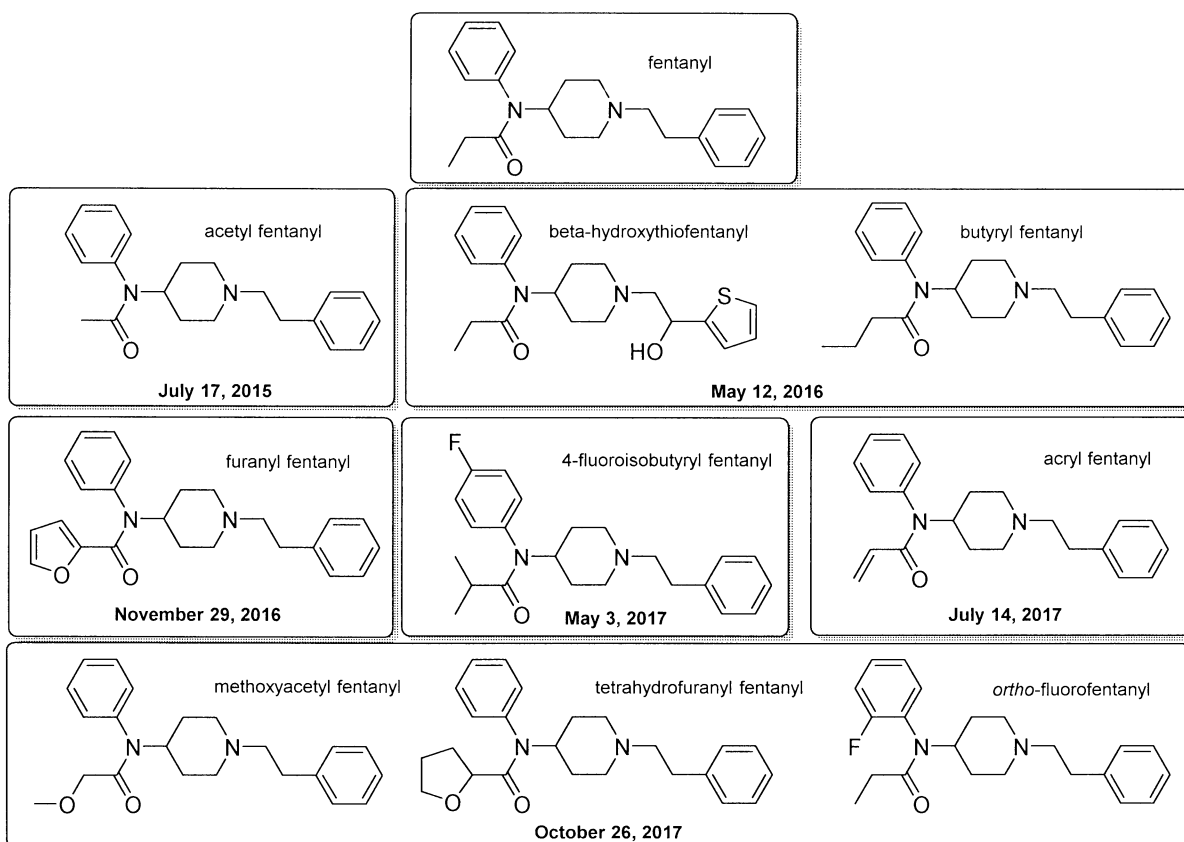 fentanyl
N
N
O
acetyl fentanyl
N
N
O
July 17, 2015
beta-hydroxythiofentanyl
N
N
S
O
HO
butyryl fentanyl
N
N
O
May 12, 2016
furanyl fentanyl
N
N
O
O
November 29, 2016
F
4-fluoroisobutyryl fentanyl
N
N
O
May 3, 2017
acryl fentanyl
N
N
O
July 14, 2017
methoxyacetyl fentanyl
N
N
O
O
tetrahydrofuranyl fentanyl
N
N
O
O
ortho-fluorofentanyl
F
N
N
O
October 26, 2017